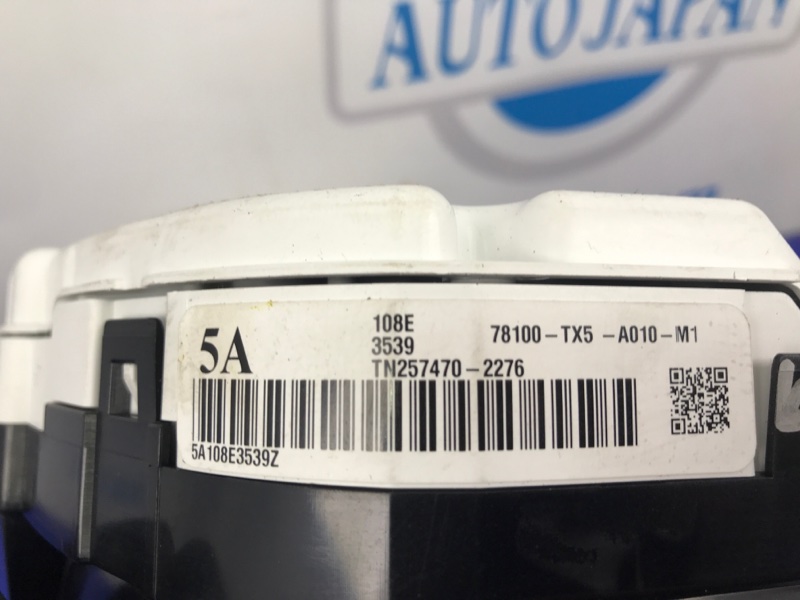 AUTOJAPAN
5A
108E
3539
78100-TX5 -A010-M1
TN257470-2276
5A108E3539Z